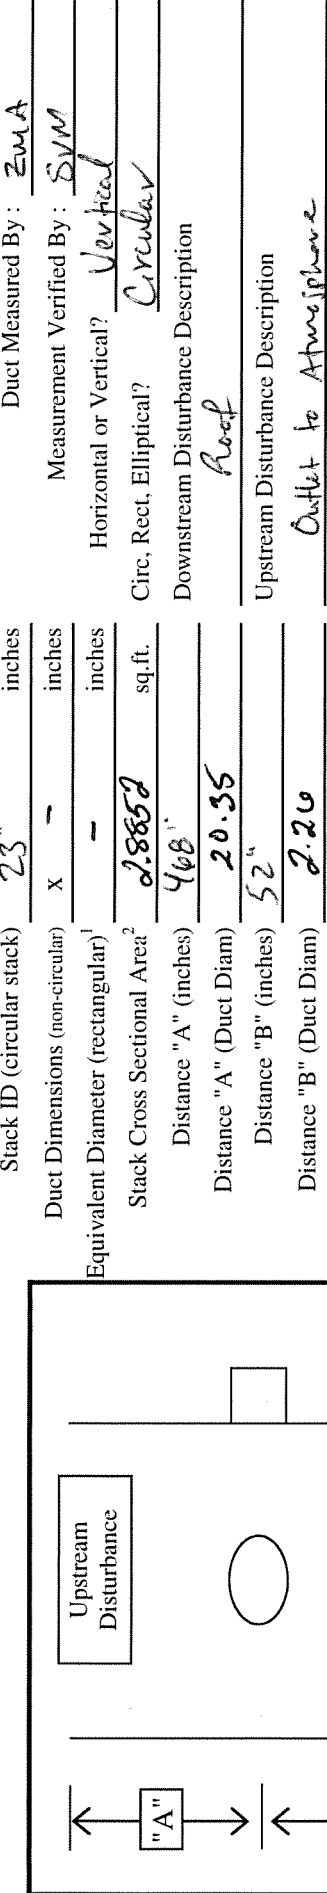 Stack ID (circular stack) 23" inches
Duct Measured By : ZMA
Duct Dimensions (non-circular) x - inches
Measurement Verified By : SVM
Equivalent Diameter (rectangular)1 - inches
Horizontal or Vertical? Vertical
Stack Cross Sectional Area2 2.8852 sq.ft.
Circ, Rect, Elliptical? Circular
Distance "A" (inches) 468"
Downstream Disturbance Description
Distance "A" (Duct Diam) 20.35
Roof
Distance "B" (inches) 52"
Upstream Disturbance Description
Distance "B" (Duct Diam) 2.26
Outlet to Atmosphere
Upstream
Disturbance
"A"